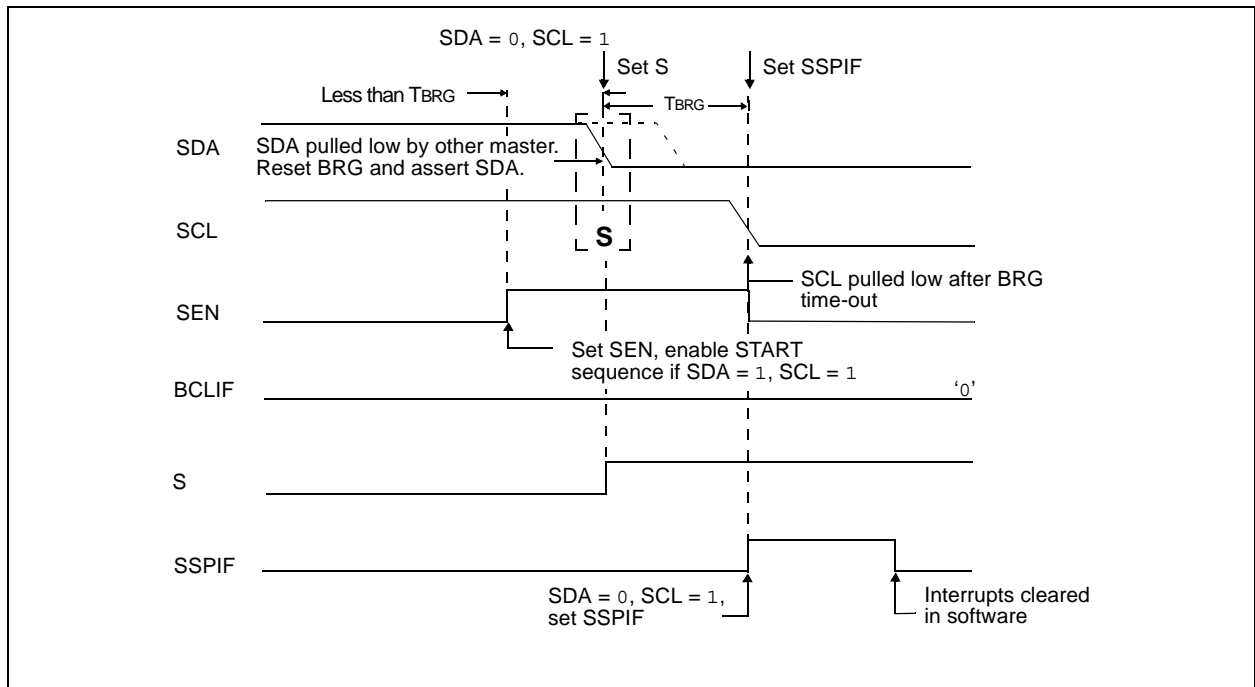 SDA = 0, SCL = 1
Set S
Set SSPIF
Less than TBRG
TBRG
SDA
SDA pulled low by other master.
Reset BRG and assert SDA.
SCL
S
SCL pulled low after BRG
time-out
SEN
Set SEN, enable START
sequence if SDA = 1, SCL = 1
BCLIF
‘0’
S
SSPIF
SDA = 0, SCL = 1,
set SSPIF
Interrupts cleared
in software